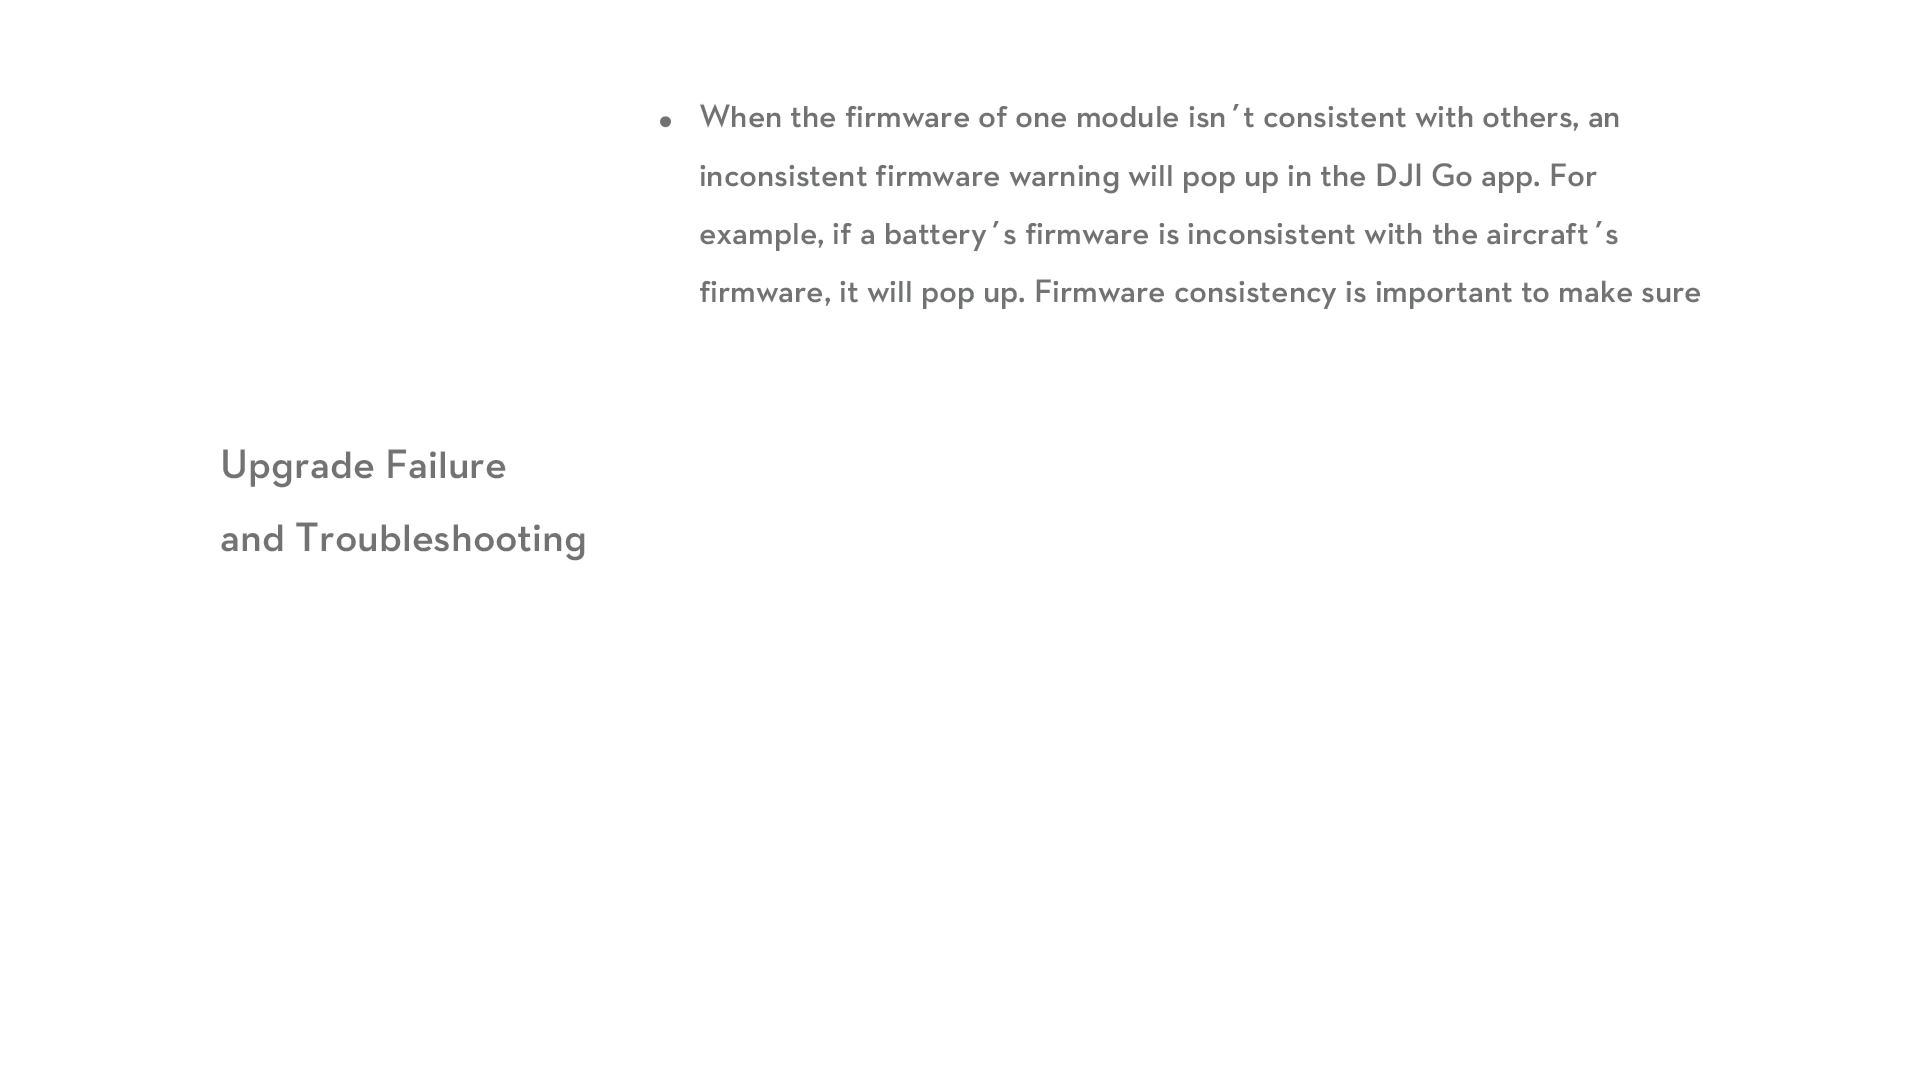 • When the firmware of one module isn´t consistent with others, an
inconsistent firmware warning will pop up in the DJI Go app. For
example, if a battery´s firmware is inconsistent with the aircraft´s
firmware, it will pop up. Firmware consistency is important to make sure
Upgrade Failure
and Troubleshooting